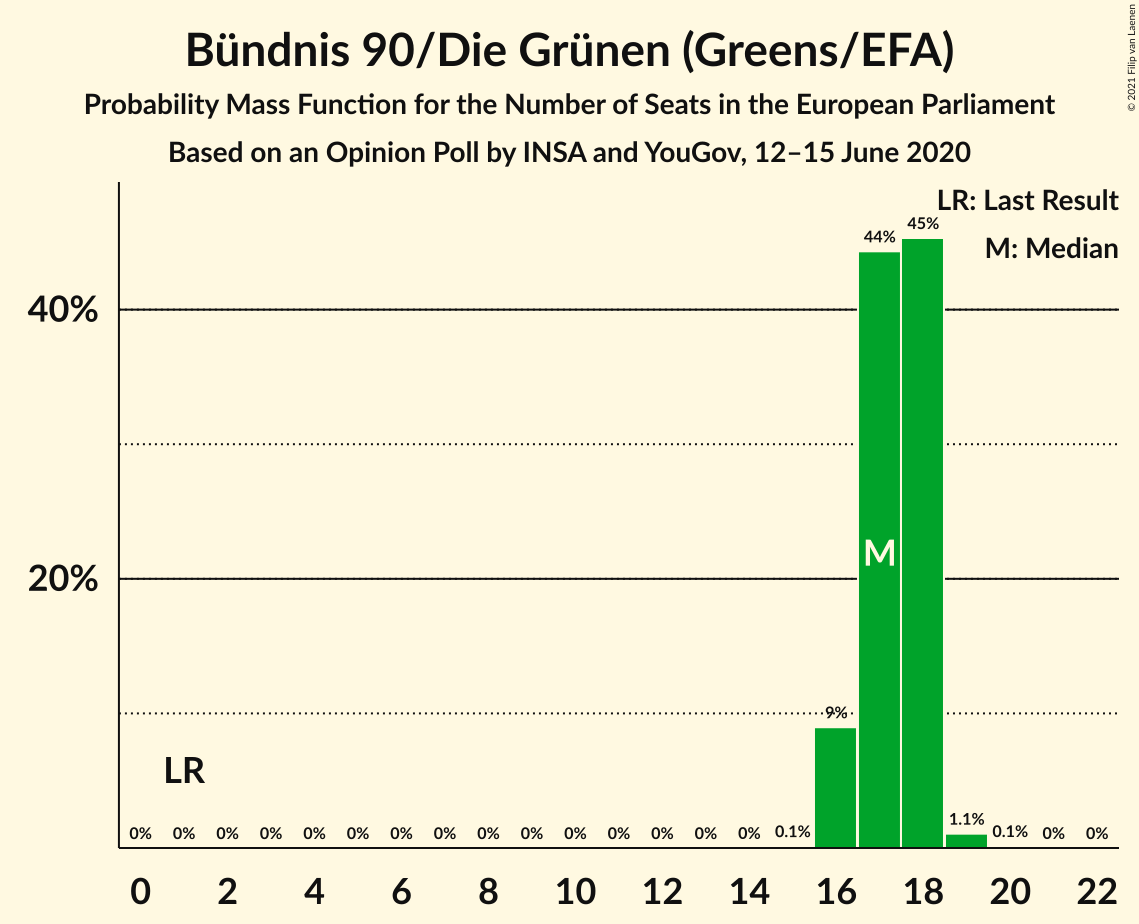 Bündnis 90/Die Grünen (Greens/EFA)
Probability Mass Function for the Number of Seats in the European Parliament
Based on an Opinion Poll by INSA and YouGov, 12–15 June 2020
© 2021 Filip van Laenen
LR: Last Result
M: Median
44% 45%
40%
M
20%
9%
LR
0% 0% 0% 0% 0% 0% 0% 0% 0% 0% 0% 0% 0% 0% 0% 0.1% 1.1% 0.1% 0% 0%
0 2 4 6 8 10 12 14 16 18 20 22